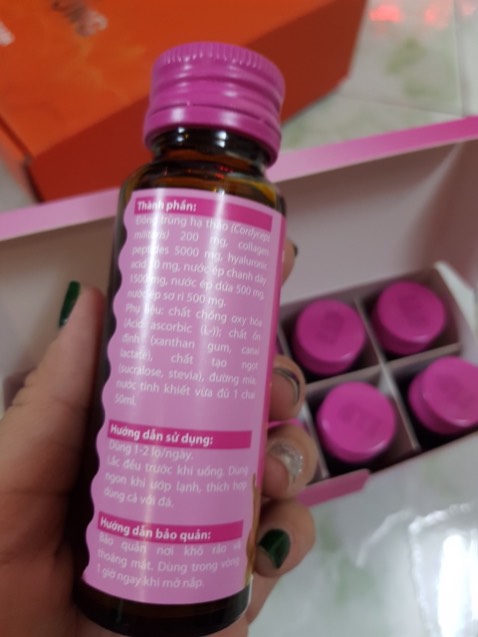 Thành phần:
Đông trùng hạ thảo (Cordyceps
militaris) 200 mg, collagen
peptides 5000 mg, hyaluronic
acid mg, nước ép chanh dây
1500 mg, nước ép dứa 500 mg,
nước ép sơ ri 500 mg.
Phụ liệu: chất chống oxy hóa
(Acid ascorbic (L-)); chất ổn
định (xanthan gum, canxi
lactate), chất tạo ngọt
(sucralose, stevia), đường mía,
nước tinh khiết vừa đủ 1 chai
50ml.
Hướng dẫn sử dụng:
Dùng 1-2 lọ/ngày.
Lắc đều trước khi uống. Dùng
ngon khi ướp lạnh, thích hợp
dùng cả với đá.
Hướng dẫn bảo quản:
Bảo quản nơi khô ráo và
thoáng mát. Dùng trong vòng
1 giờ ngay khi mở nắp.